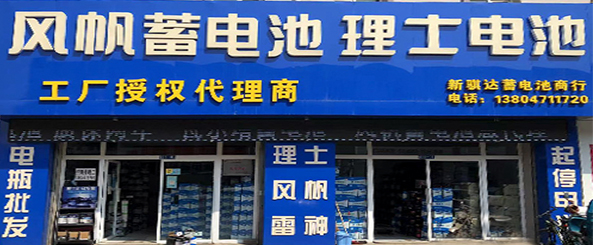 风帆蓄电池 理士电池
工厂授权代理商
新骐达蓄电池商行
电话：13804711720
电瓶批发
理士
风帆
雷神
起停电